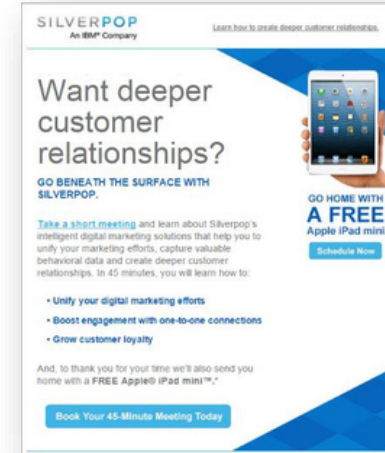 SILVERPOP
An IBM® Company
Learn how to create deeper customer relationships.
Want deeper
customer
relationships?
GO BENEATH THE SURFACE WITH
SILVERPOP.
Take a short meeting and learn about Silverpop's
intelligent digital marketing solutions that help you to
unify your marketing efforts, capture valuable
behavioral data and create deeper customer
relationships. In 45 minutes, you will learn how to:
• Unify your digital marketing efforts
• Boost engagement with one-to-one connections
• Grow customer loyalty
And, to thank you for your time we'll also send you
home with a FREE Apple® iPad mini™.*
Book Your 45-Minute Meeting Today
GO HOME WITH
A FREE
Apple iPad mini
Schedule Now